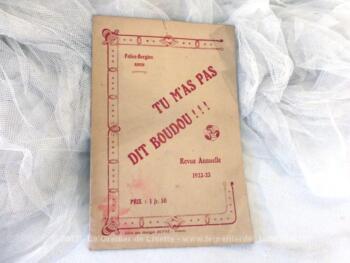 Folies-Bergère
TU M'AS PAS
DIT BOUDOU !!!
Revue Annuelle
1932-33
PRIX : 1 fr. 50